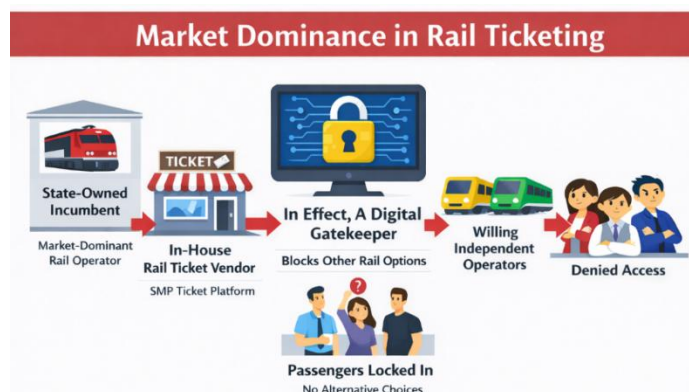 Market Dominance in Rail Ticketing
State-Owned
Incumbent
Market-Dominant
Rail Operator
TICKET
In-House
Rail Ticket Vendor
SMP Ticket Platform
In Effect, A Digital
Gatekeeper
Blocks Other Rail Options
?
Passengers Locked In
No Alternative Choices
Willing
Independent
Operators
Denied Access